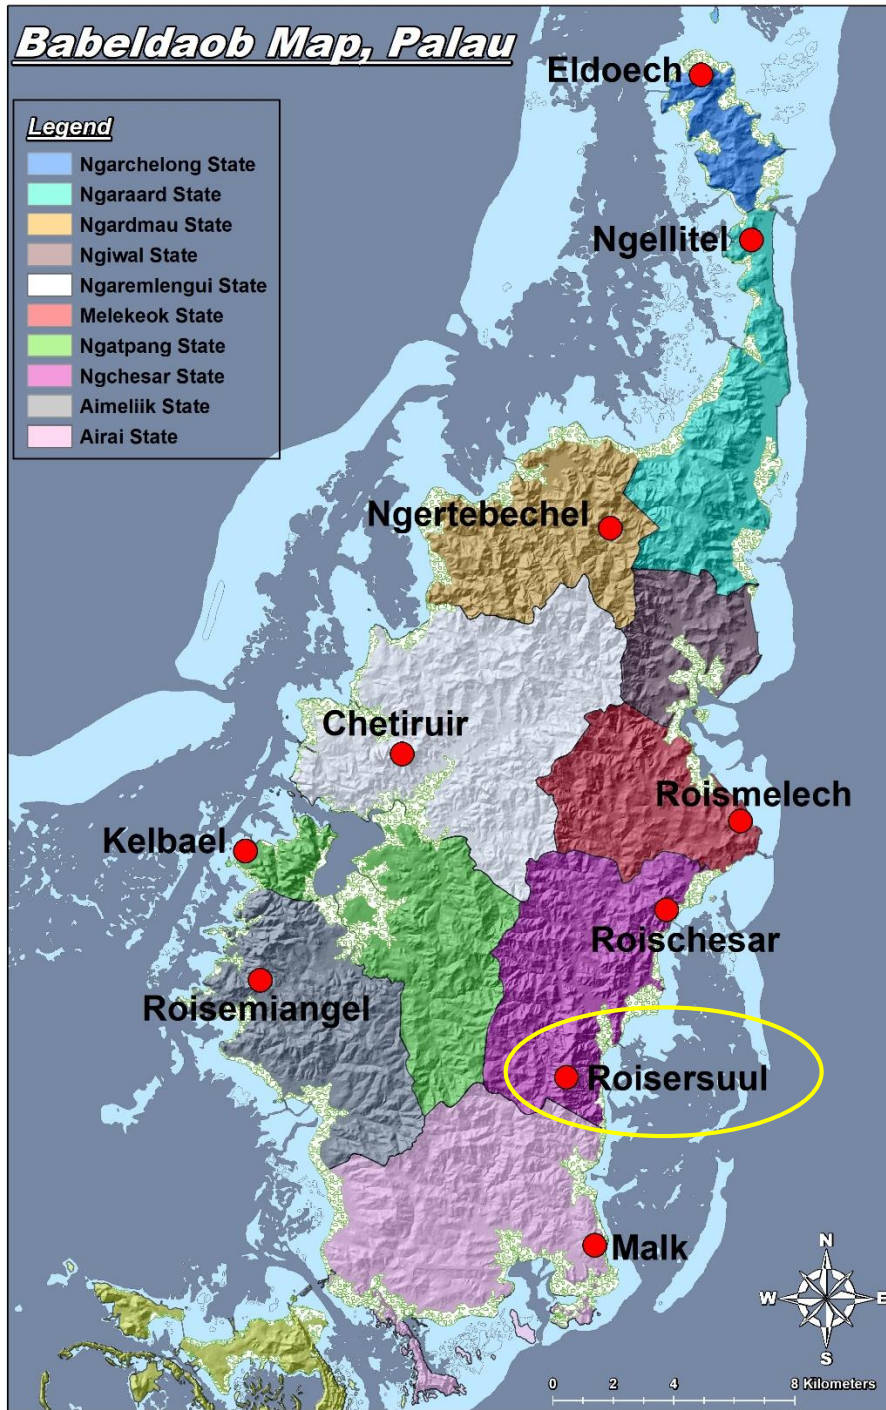 Babeldaob Map, Palau
Legend
Ngarchelong State
Ngaraard State
Ngardmau State
Ngiwal State
Ngaremlengui State
Melekeok State
Ngatpang State
Ngchesar State
Aimeliik State
Airai State
Eldoech
Ngellitel
Ngertebechel
Chetiruir
Roismelech
Kelbael
Roischesar
Roisemiangel
Roisersuul
Malk
N
W E
S
0 2 4 8 Kilometers